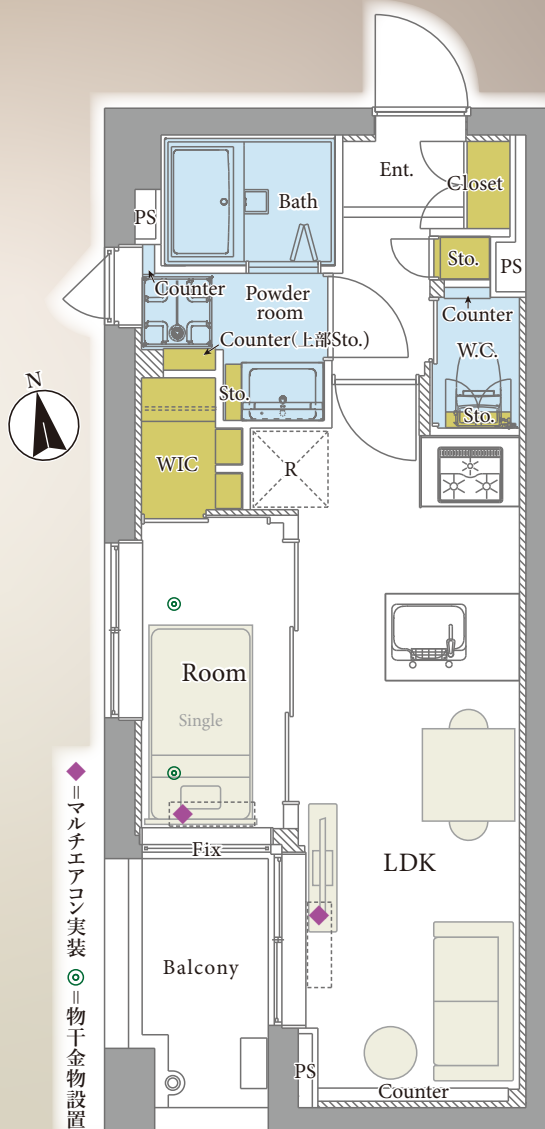 Ent.
Closet
Bath
PS
Sto.
PS
Counter
Powder
room
Counter
Counter(上部Sto.)
W.C.
Sto.
Sto.
N
WIC
R
Room
Single
Fix
LDK
Balcony
PS
Counter
◆=マルチエアコン実装 ◎=物干金物設置